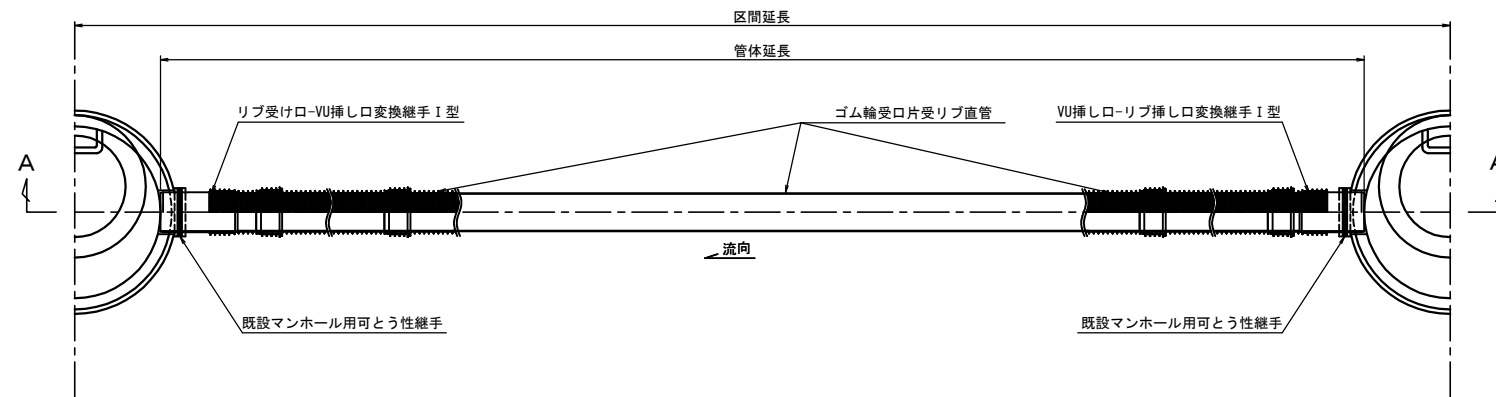 区間延長
管体延長
リブ受け口-VU挿し口変換継手Ⅰ型
ゴム輪受口片受リブ直管
VU挿し口-リブ挿し口変換継手Ⅰ型
A
A
流向
既設マンホール用可とう性継手
既設マンホール用可とう性継手